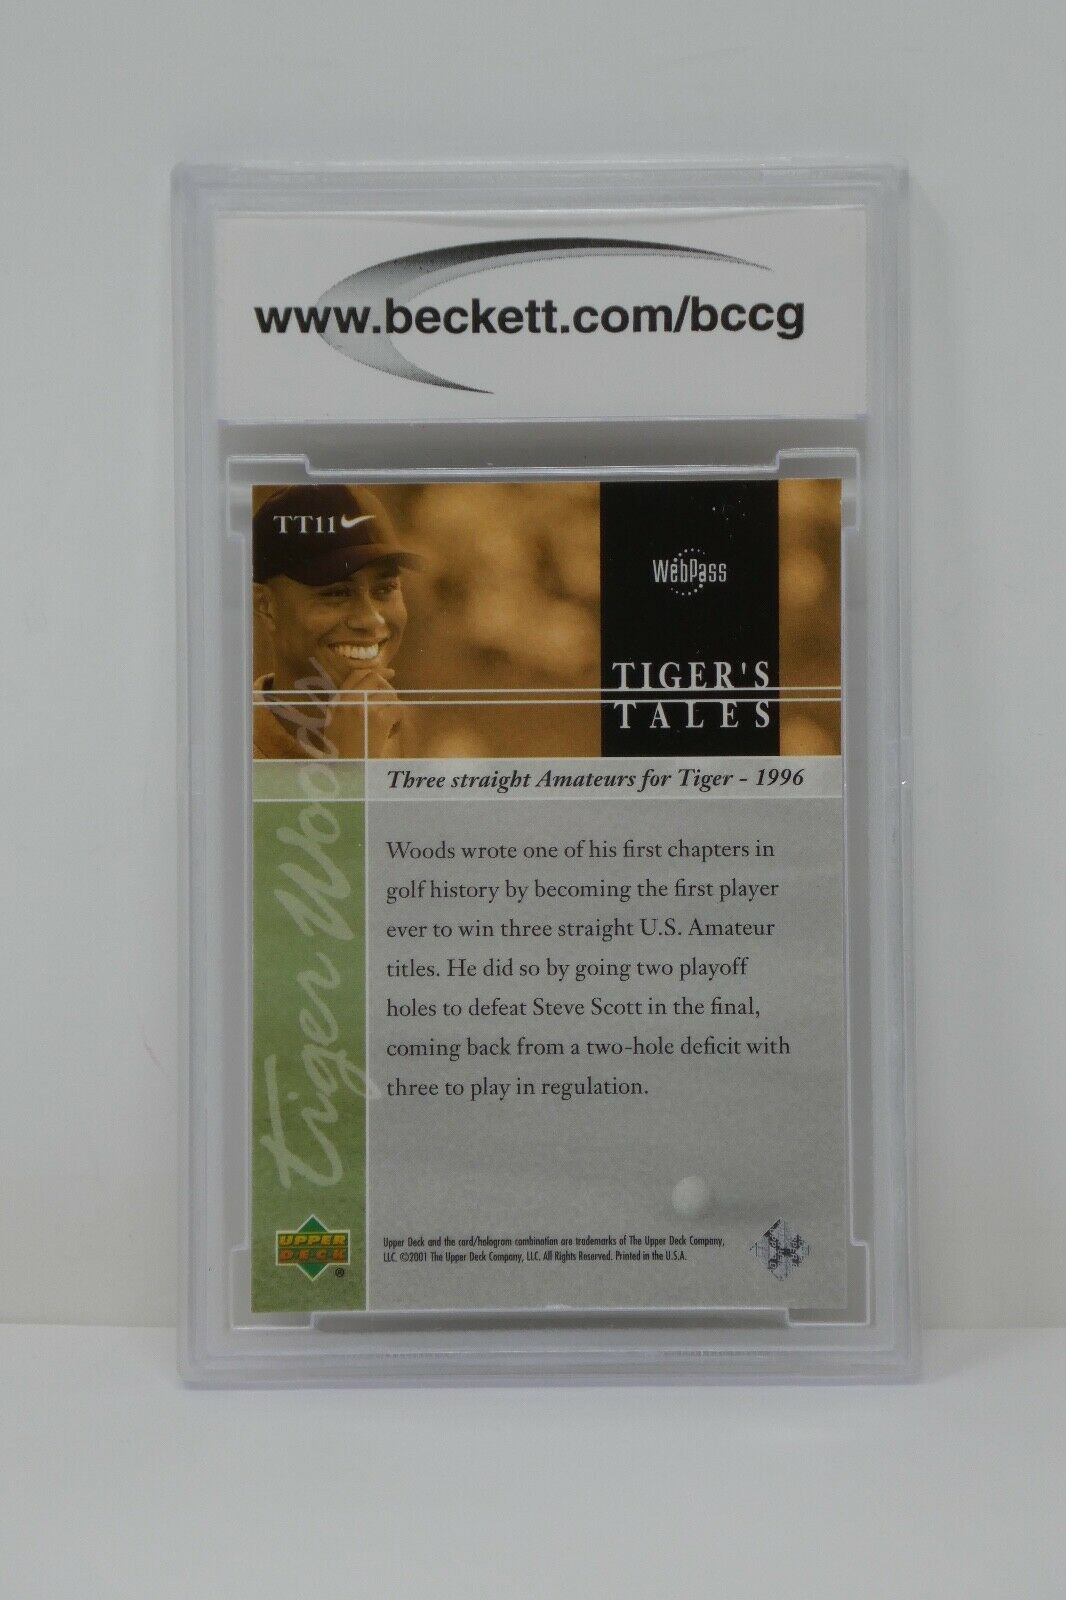 www.beckett.com/bccg
TT11
WebPass
TIGER'S
TALES
Three straight Amateurs for Tiger - 1996
Tiger Woods
Woods wrote one of his first chapters in
golf history by becoming the first player
ever to win three straight U.S. Amateur
titles. He did so by going two playoff
holes to defeat Steve Scott in the final,
coming back from a two-hole deficit with
three to play in regulation.
UPPER
DECK
®
Upper Deck and the card/hologram combination are trademarks of The Upper Deck Company,
LLC. ©2001 The Upper Deck Company, LLC. All Rights Reserved. Printed in the U.S.A.